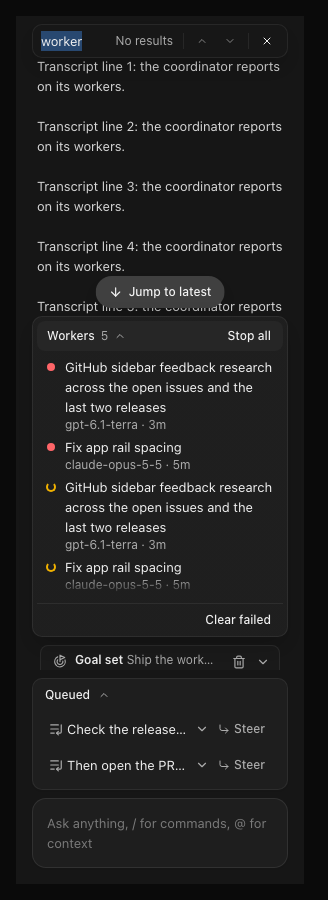 worker No results
Transcript line 1: the coordinator reports
on its workers.
Transcript line 2: the coordinator reports
on its workers.
Transcript line 3: the coordinator reports
on its workers.
Transcript line 4: the coordinator reports
on its workers.
Jump to latest
Transcript line 5: the coordinator reports
Workers 5 Stop all
GitHub sidebar feedback research
across the open issues and the
last two releases
gpt-6.1-terra · 3m
Fix app rail spacing
claude-opus-5-5 · 5m
GitHub sidebar feedback research
across the open issues and the
last two releases
gpt-6.1-terra · 3m
Fix app rail spacing
claude-opus-5-5 · 5m
Clear failed
Goal set Ship the work...
Queued
Check the release... Steer
Then open the PR... Steer
Ask anything, / for commands, @ for
context